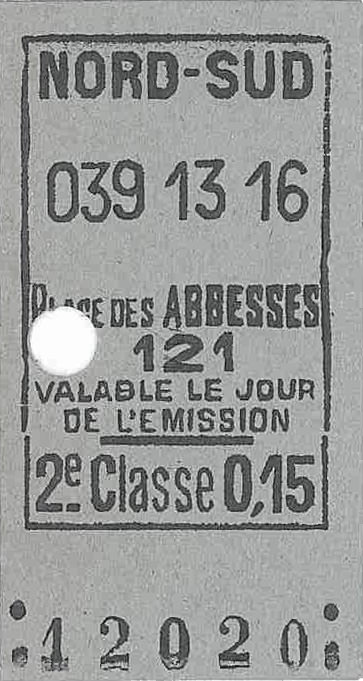 NORD-SUD
039 13 16
PLACE DES ABBESSES
121
VALABLE LE JOUR
DE L'EMISSION
2e Classe 0,15
12020